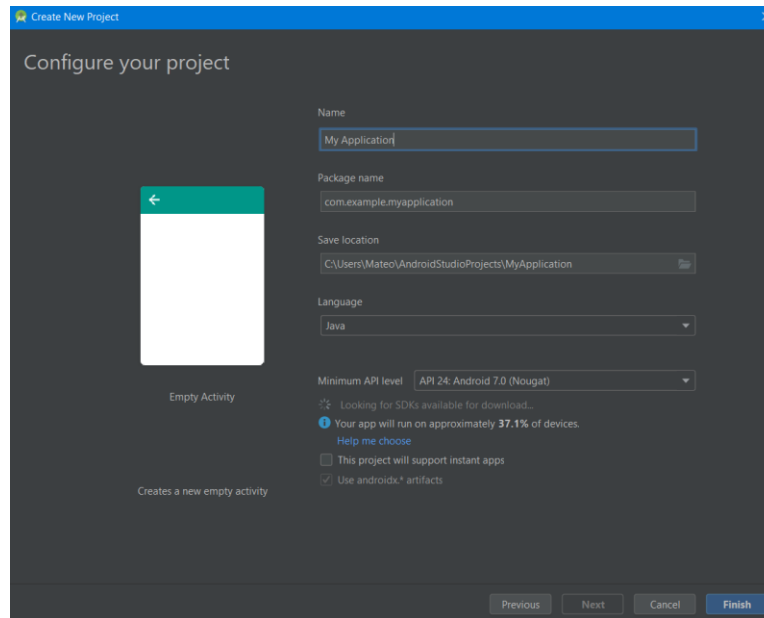 Create New Project
Configure your project
Name
My Application
Package name
com.example.myapplication
Save location
C:\Users\Mateo\AndroidStudioProjects\MyApplication
Language
Java
Minimum API level API 24: Android 7.0 (Nougat)
Empty Activity
Looking for SDKs available for download...
Your app will run on approximately 37.1% of devices.
Help me choose
This project will support instant apps
Use androidx.* artifacts
Creates a new empty activity
Previous Next Cancel Finish